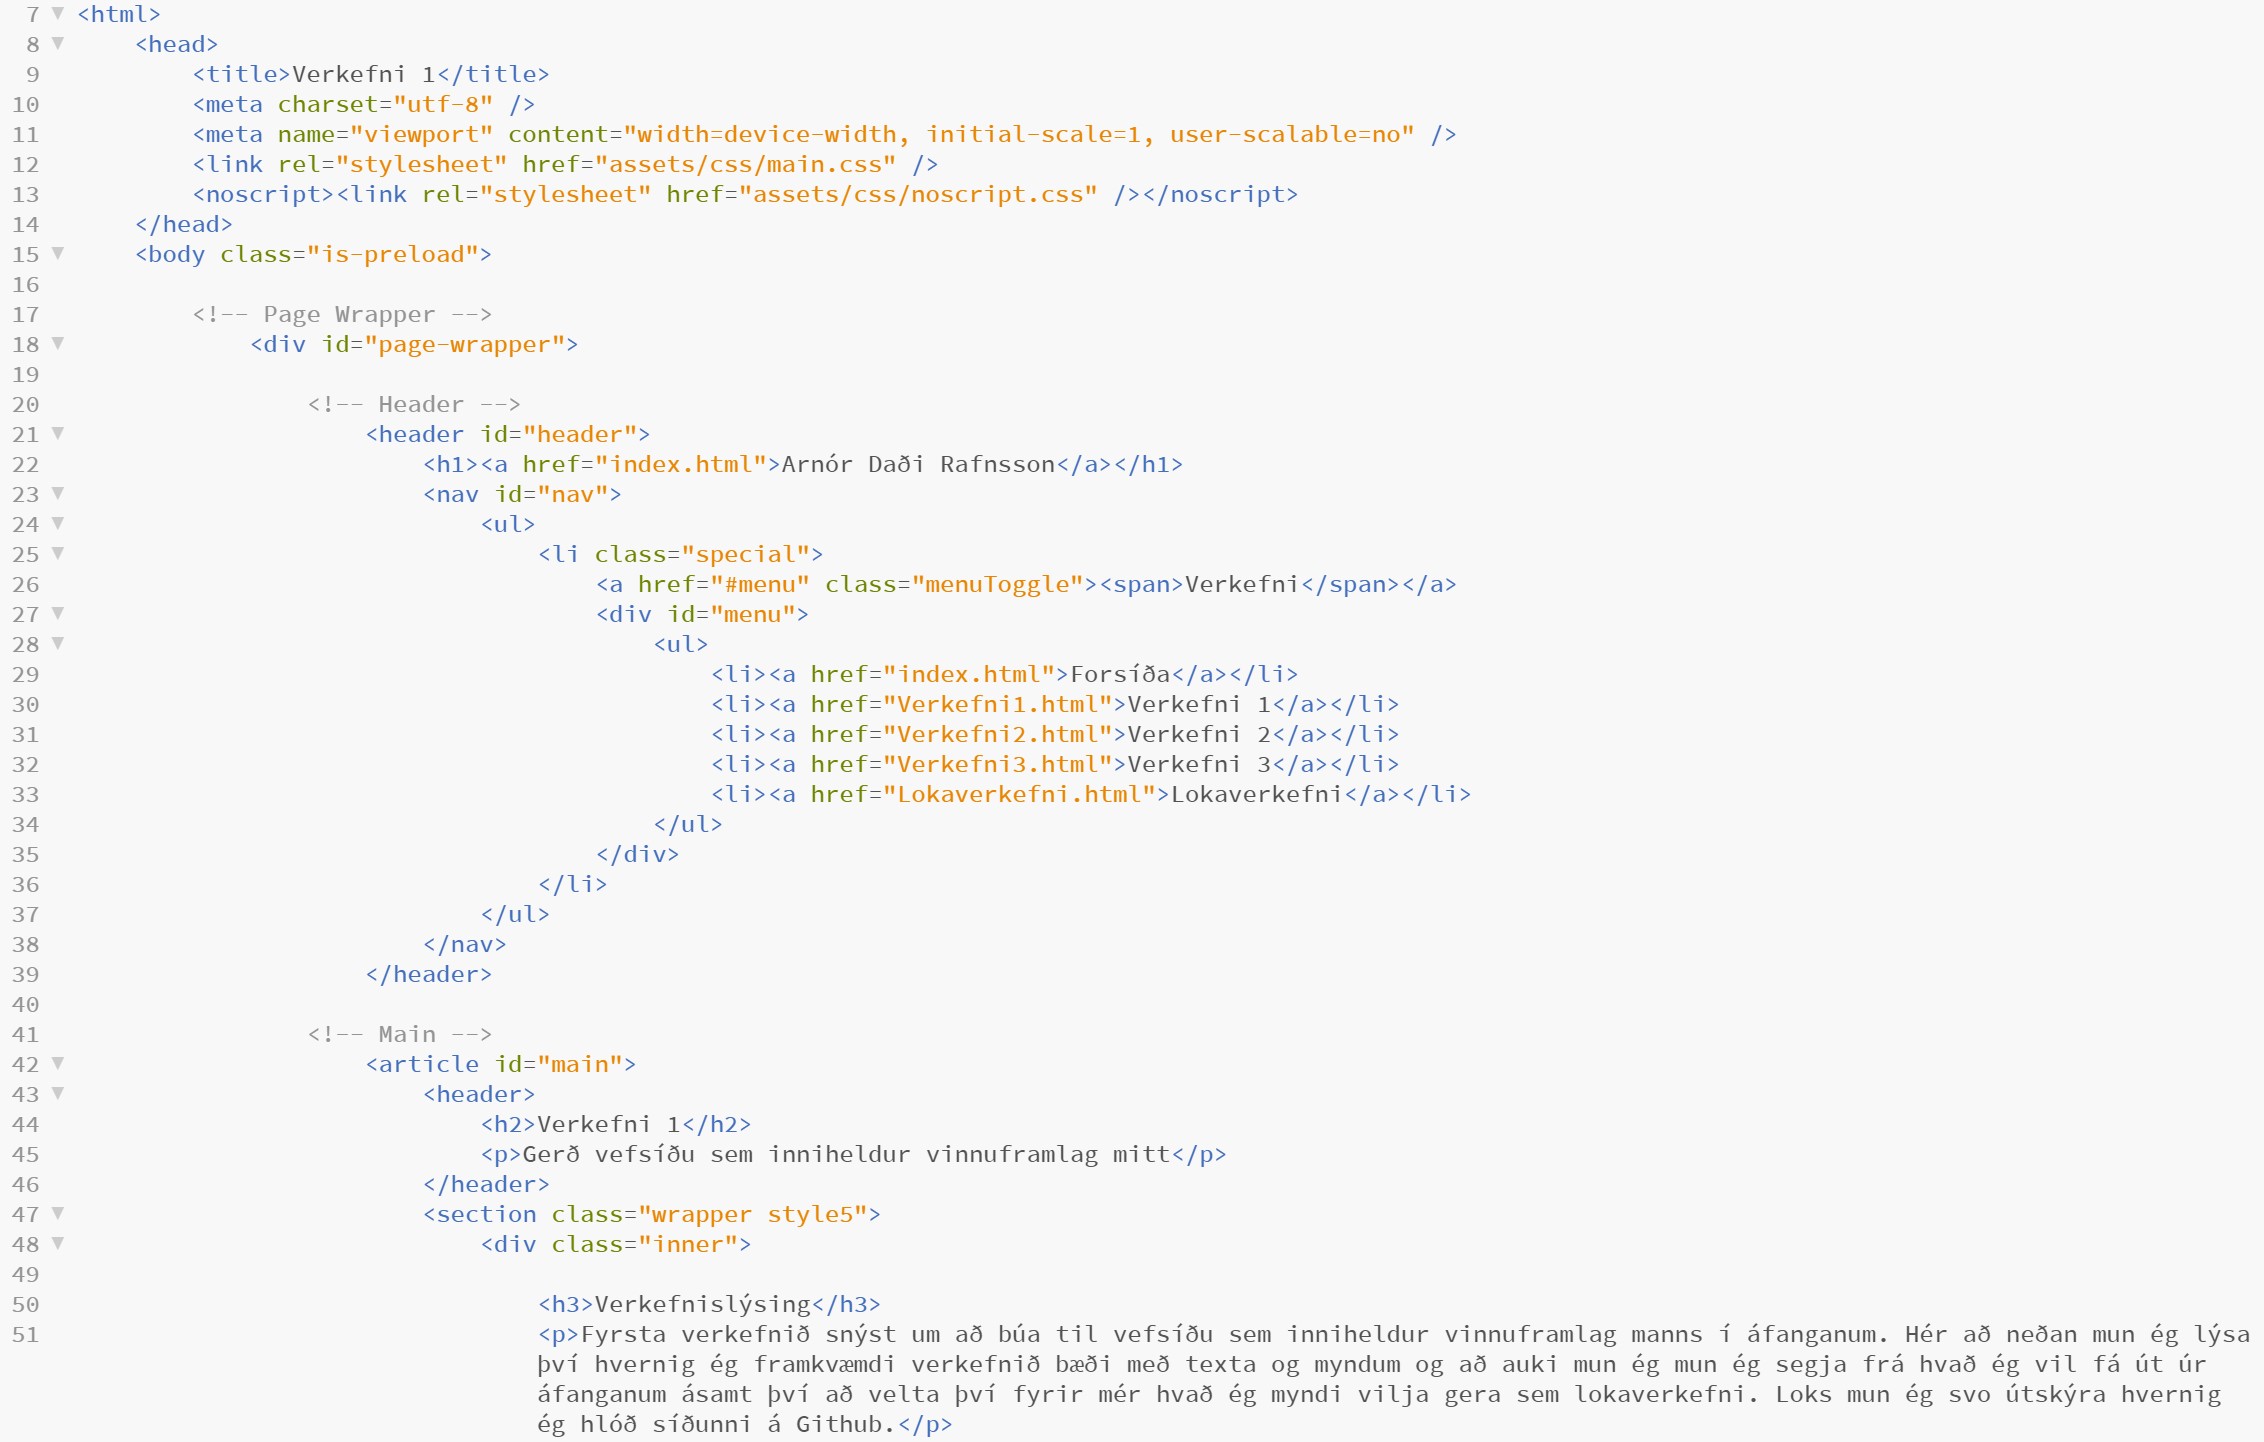 7 ▼ <html>
8 ▼     <head>
9         <title>Verkefni 1</title>
10         <meta charset="utf-8" />
11         <meta name="viewport" content="width=device-width, initial-scale=1, user-scalable=no" />
12         <link rel="stylesheet" href="assets/css/main.css" />
13         <noscript><link rel="stylesheet" href="assets/css/noscript.css" /></noscript>
14     </head>
15 ▼     <body class="is-preload">
16
17         <!-- Page Wrapper -->
18 ▼             <div id="page-wrapper">
19
20                 <!-- Header -->
21 ▼                     <header id="header">
22                         <h1><a href="index.html">Arnór Daði Rafnsson</a></h1>
23 ▼                         <nav id="nav">
24 ▼                             <ul>
25 ▼                                 <li class="special">
26                                     <a href="#menu" class="menuToggle"><span>Verkefni</span></a>
27 ▼                                     <div id="menu">
28 ▼                                         <ul>
29                                             <li><a href="index.html">Forsíða</a></li>
30                                             <li><a href="Verkefni1.html">Verkefni 1</a></li>
31                                             <li><a href="Verkefni2.html">Verkefni 2</a></li>
32                                             <li><a href="Verkefni3.html">Verkefni 3</a></li>
33                                             <li><a href="Lokaverkefni.html">Lokaverkefni</a></li>
34                                         </ul>
35                                     </div>
36                                 </li>
37                             </ul>
38                         </nav>
39                     </header>
40
41                 <!-- Main -->
42 ▼                     <article id="main">
43 ▼                         <header>
44                             <h2>Verkefni 1</h2>
45                             <p>Gerð vefsíðu sem inniheldur vinnuframlag mitt</p>
46                         </header>
47 ▼                         <section class="wrapper style5">
48 ▼                             <div class="inner">
49
50                                 <h3>Verkefnislýsing</h3>
51                                 <p>Fyrsta verkefnið snýst um að búa til vefsíðu sem inniheldur vinnuframlag manns í áfanganum. Hér að neðan mun ég lýsa
því hvernig ég framkvæmdi verkefnið bæði með texta og myndum og að auki mun ég mun ég segja frá hvað ég vil fá út úr
áfanganum ásamt því að velta því fyrir mér hvað ég myndi vilja gera sem lokaverkefni. Loks mun ég svo útskýra hvernig
ég hlóð síðunni á Github.</p>